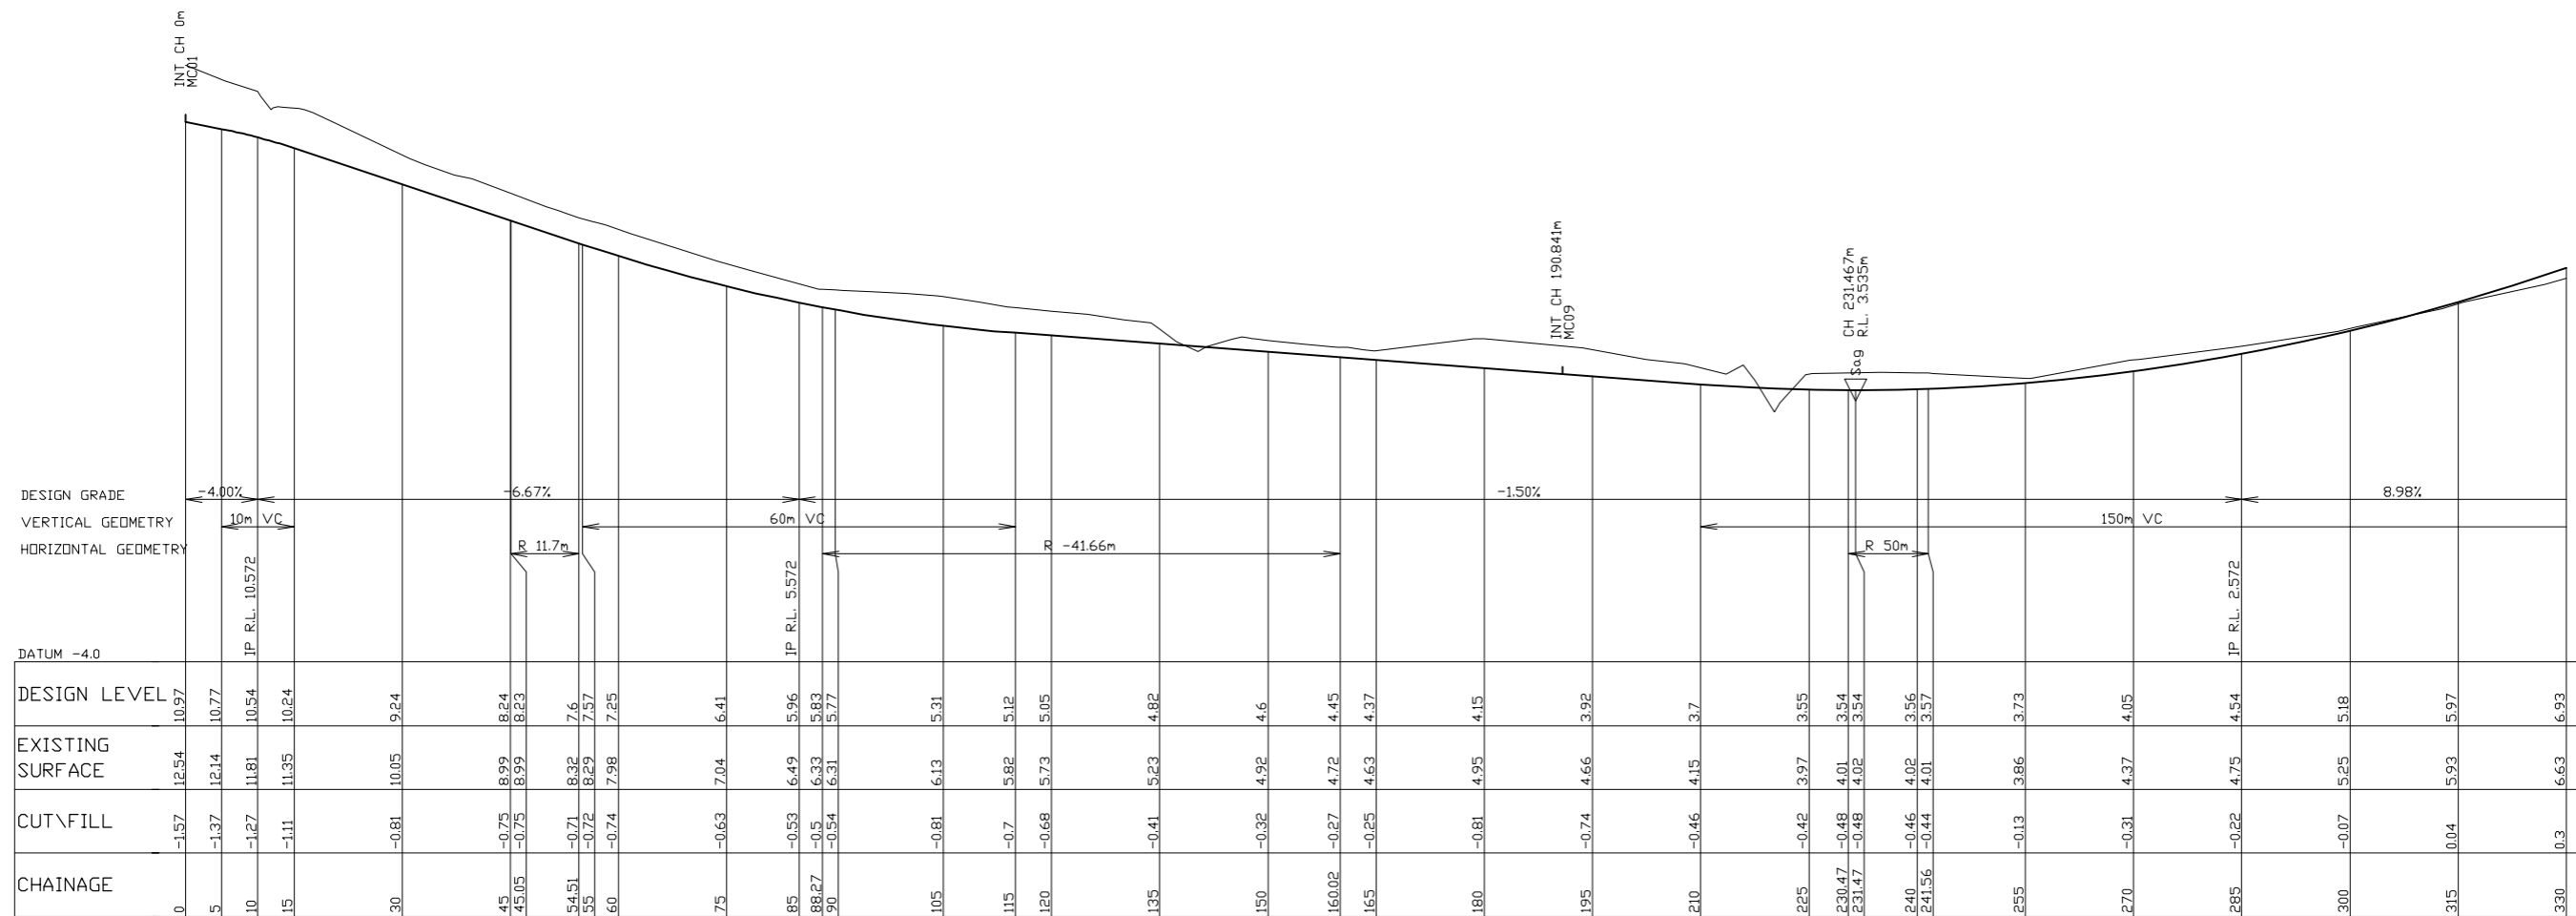 INT CH 0m
MC01
INT CH 190.841m
MC09
Sag CH 231.467m
R.L. 3.535m
DESIGN GRADE -4.00% -6.67% -1.50% 8.98%
VERTICAL GEOMETRY 10m VC 60m VC 150m VC
HORIZONTAL GEOMETRY R 11.7m R -41.66m R 50m
IP R.L. 10.572
IP R.L. 5.572
IP R.L. 2.572
DATUM -4.0
DESIGN LEVEL 10.97 10.77 10.54 10.24 9.24 8.24 8.23 7.6 7.57 7.25 6.41 5.96 5.83 5.77 5.31 5.12 5.05 4.82 4.6 4.45 4.37 4.15 3.92 3.7 3.55 3.54 3.54 3.56 3.57 3.73 4.05 4.54 5.18 5.97 6.93
EXISTING
SURFACE 12.54 12.14 11.81 11.35 10.05 8.99 8.99 8.32 8.29 7.98 7.04 6.49 6.33 6.31 6.13 5.82 5.73 5.23 4.92 4.72 4.63 4.95 4.66 4.15 3.97 4.01 4.02 4.02 4.01 3.86 4.37 4.75 5.25 5.93 6.63
CUT\FILL -1.57 -1.37 -1.27 -1.11 -0.81 -0.75 -0.75 -0.71 -0.72 -0.74 -0.63 -0.53 -0.5 -0.54 -0.81 -0.7 -0.68 -0.41 -0.32 -0.27 -0.25 -0.81 -0.74 -0.46 -0.42 -0.48 -0.48 -0.46 -0.44 -0.13 -0.31 -0.22 -0.07 0.04 0.3
CHAINAGE 0 5 10 15 30 45 45.05 54.51 55 60 75 85 88.27 90 105 115 120 135 150 160.02 165 180 195 210 225 230.47 231.47 240 241.56 255 270 285 300 315 330